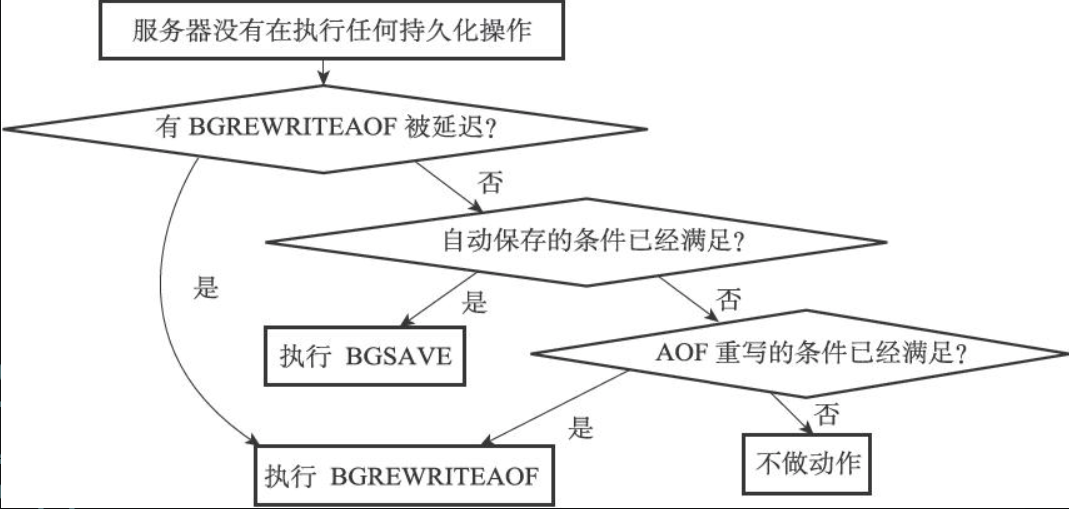 服务器没有在执行任何持久化操作
有 BGREWRITEAOF 被延迟?
否
自动保存的条件已经满足?
是
是
否
执行 BGSAVE
AOF 重写的条件已经满足?
是
否
执行 BGREWRITEAOF
不做动作